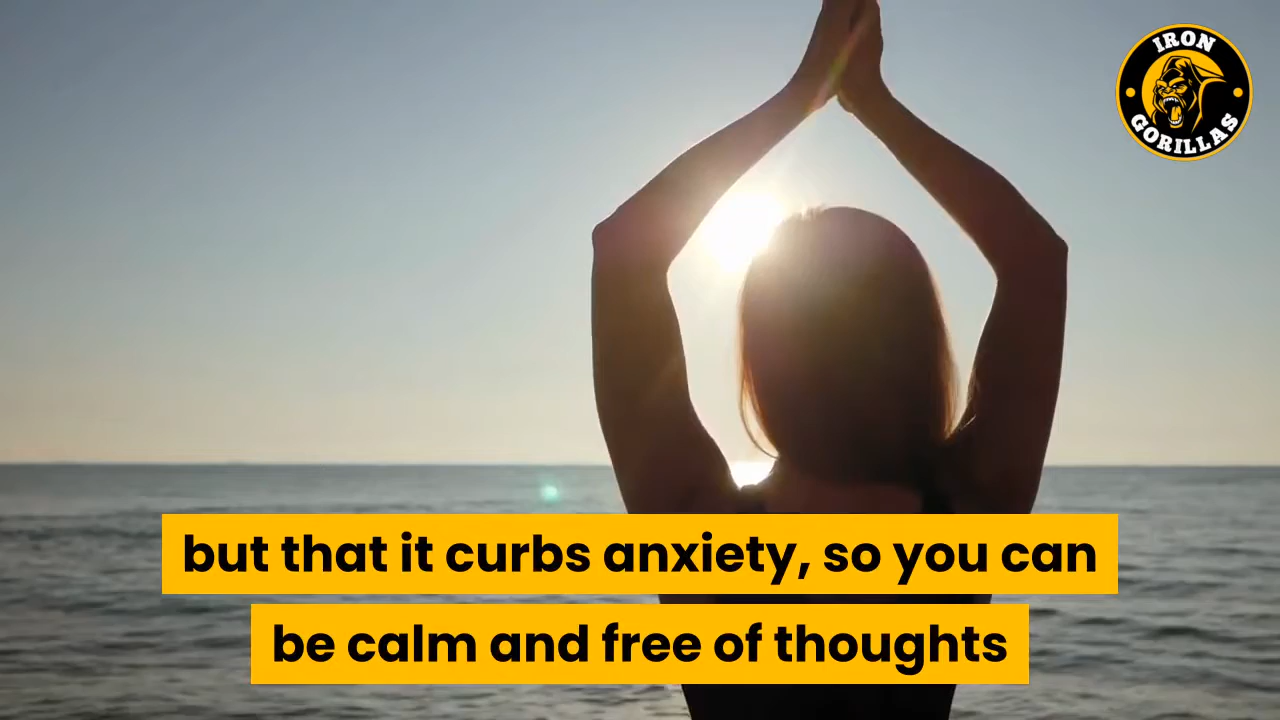 IRON
GORILLAS
but that it curbs anxiety, so you can
be calm and free of thoughts